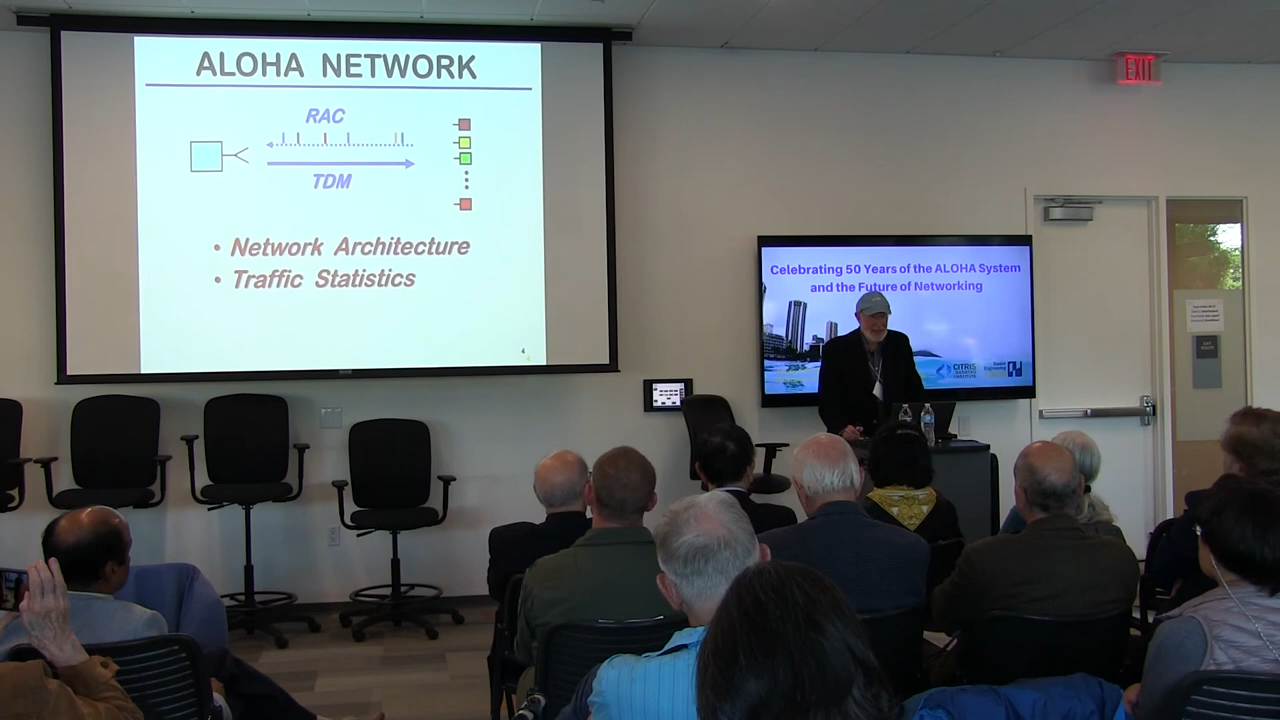 ALOHA NETWORK
RAC
TDM
• Network Architecture
• Traffic Statistics
4
EXIT
Celebrating 50 Years of the ALOHA System
and the Future of Networking
CITRIS